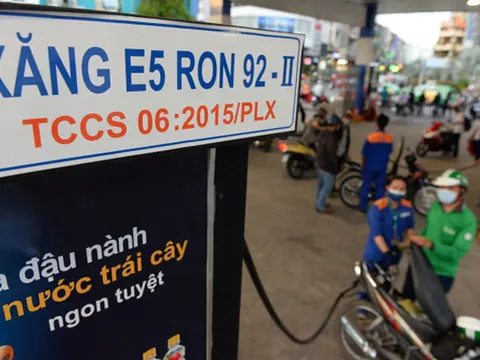 XĂNG E5 RON 92 - II
TCCS 06:2015/PLX
đậu nành
nước trái cây
ngon tuyệt